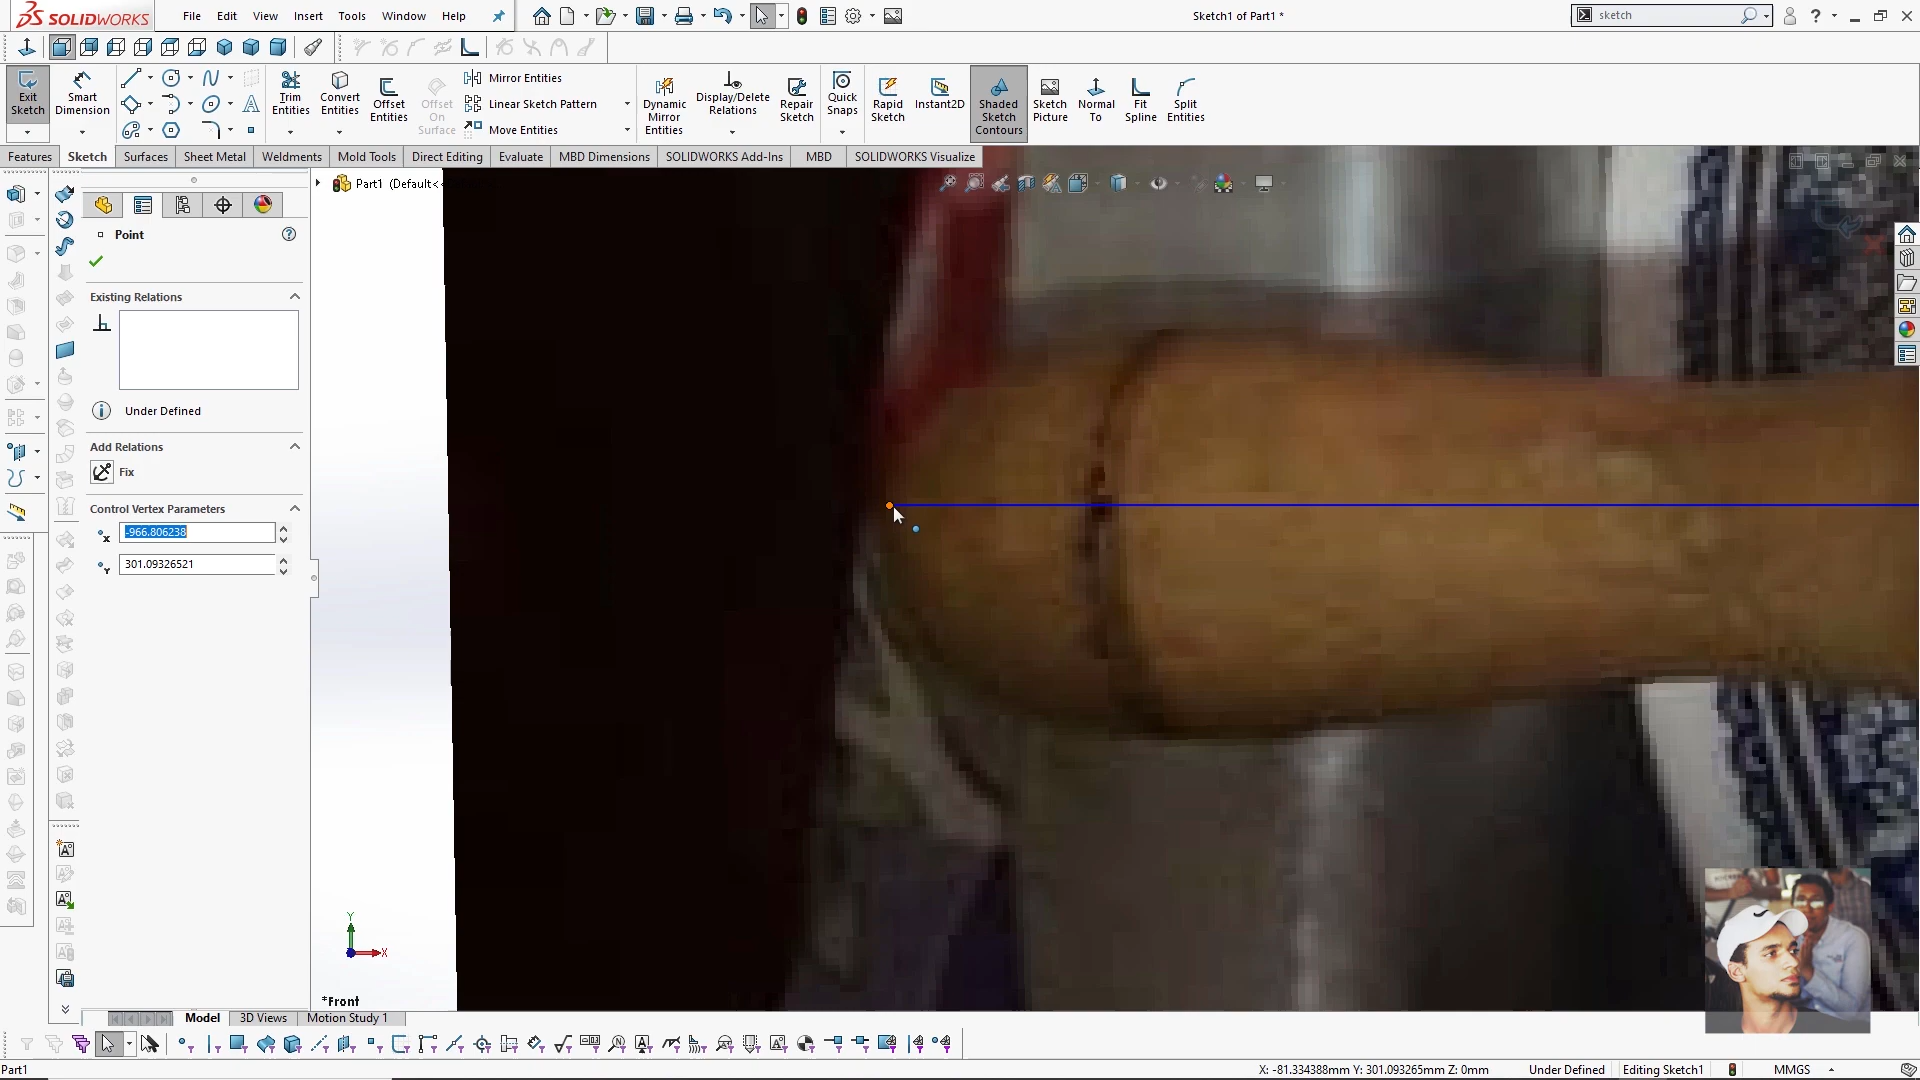 SOLIDWORKS
File
Edit
View
Insert
Tools
Window
Help
Sketch1 of Part1 *
sketch
Exit Sketch
Smart Dimension
Trim Entities
Convert Entities
Offset Entities
Offset On Surface
Mirror Entities
Linear Sketch Pattern
Move Entities
Dynamic Mirror Entities
Display/Delete Relations
Repair Sketch
Quick Snaps
Rapid Sketch
Instant2D
Shaded Sketch Contours
Sketch Picture
Normal To
Fit Spline
Split Entities
Features
Sketch
Surfaces
Sheet Metal
Weldments
Mold Tools
Direct Editing
Evaluate
MBD Dimensions
SOLIDWORKS Add-Ins
MBD
SOLIDWORKS Visualize
Part1 (Default<
Point
Existing Relations
Under Defined
Add Relations
Fix
Control Vertex Parameters
-966.806238
301.09326521
Y
X
*Front
Model
3D Views
Motion Study 1
Part1
X: -81.334388mm Y: 301.093265mm Z: 0mm
Under Defined
Editing Sketch1
MMGS